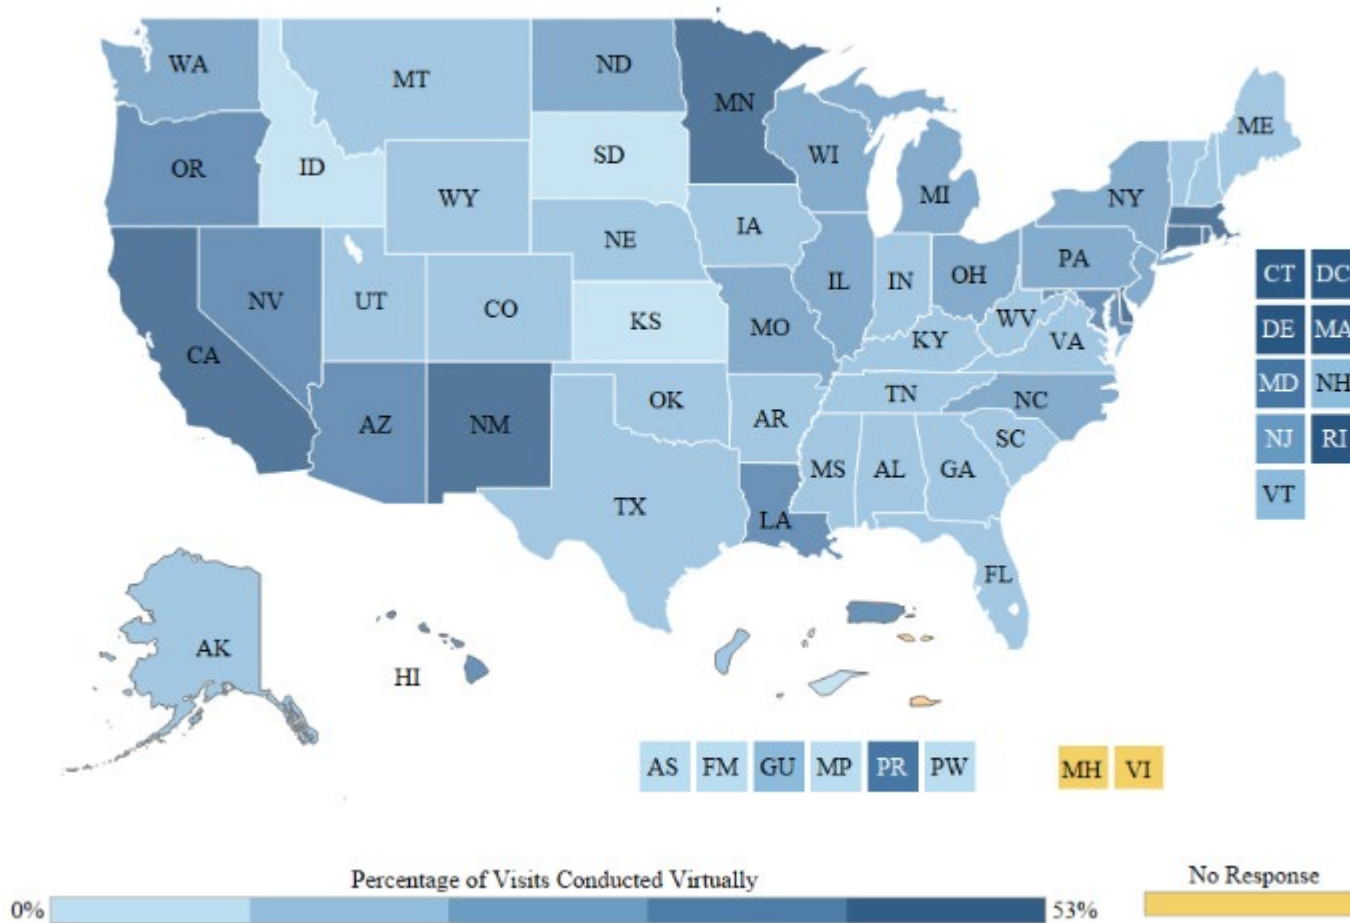 WA
MT
ND
MN
ME
OR
ID
SD
WI
MI
NY
WY
IA
NE
PA
NV
UT
CO
IL
IN
OH
KS
MO
WV
VA
KY
CA
AZ
NM
OK
AR
TN
NC
SC
MS
AL
GA
TX
LA
FL
CT DC
DE MA
MD NH
NJ RI
VT
AK
HI
AS FM GU MP PR PW
MH VI
Percentage of Visits Conducted Virtually
No Response
0% 53%